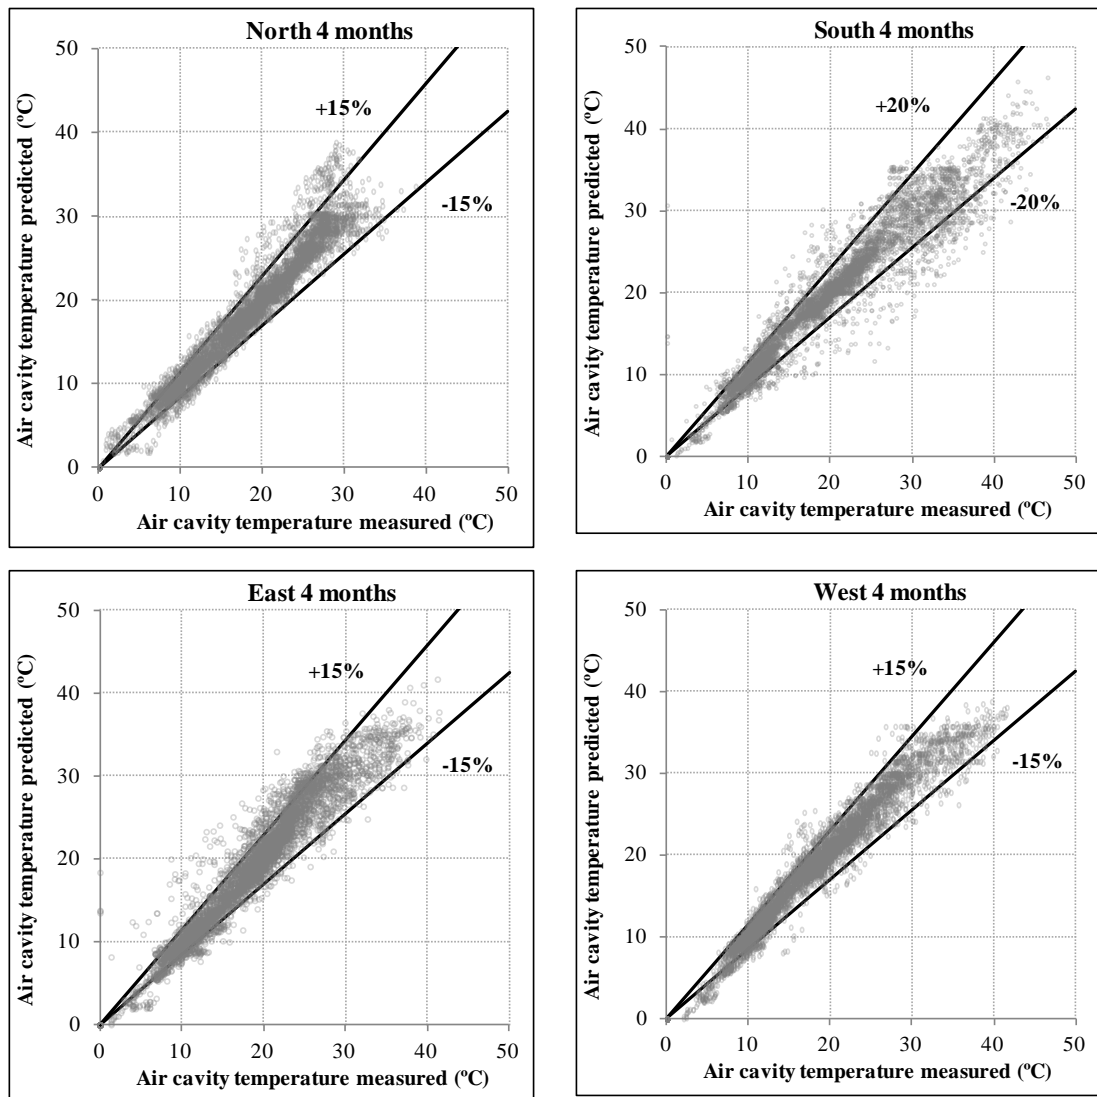 North 4 months
Air cavity temperature predicted (ºC)
50
40
30
20
10
0
+15%
-15%
0 10 20 30 40 50
Air cavity temperature measured (ºC)
South 4 months
Air cavity temperature predicted (ºC)
50
40
30
20
10
0
+20%
-20%
0 10 20 30 40 50
Air cavity temperature measured (ºC)
East 4 months
Air cavity temperature predicted (ºC)
50
40
30
20
10
0
+15%
-15%
0 10 20 30 40 50
Air cavity temperature measured (ºC)
West 4 months
Air cavity temperature predicted (ºC)
50
40
30
20
10
0
+15%
-15%
0 10 20 30 40 50
Air cavity temperature measured (ºC)